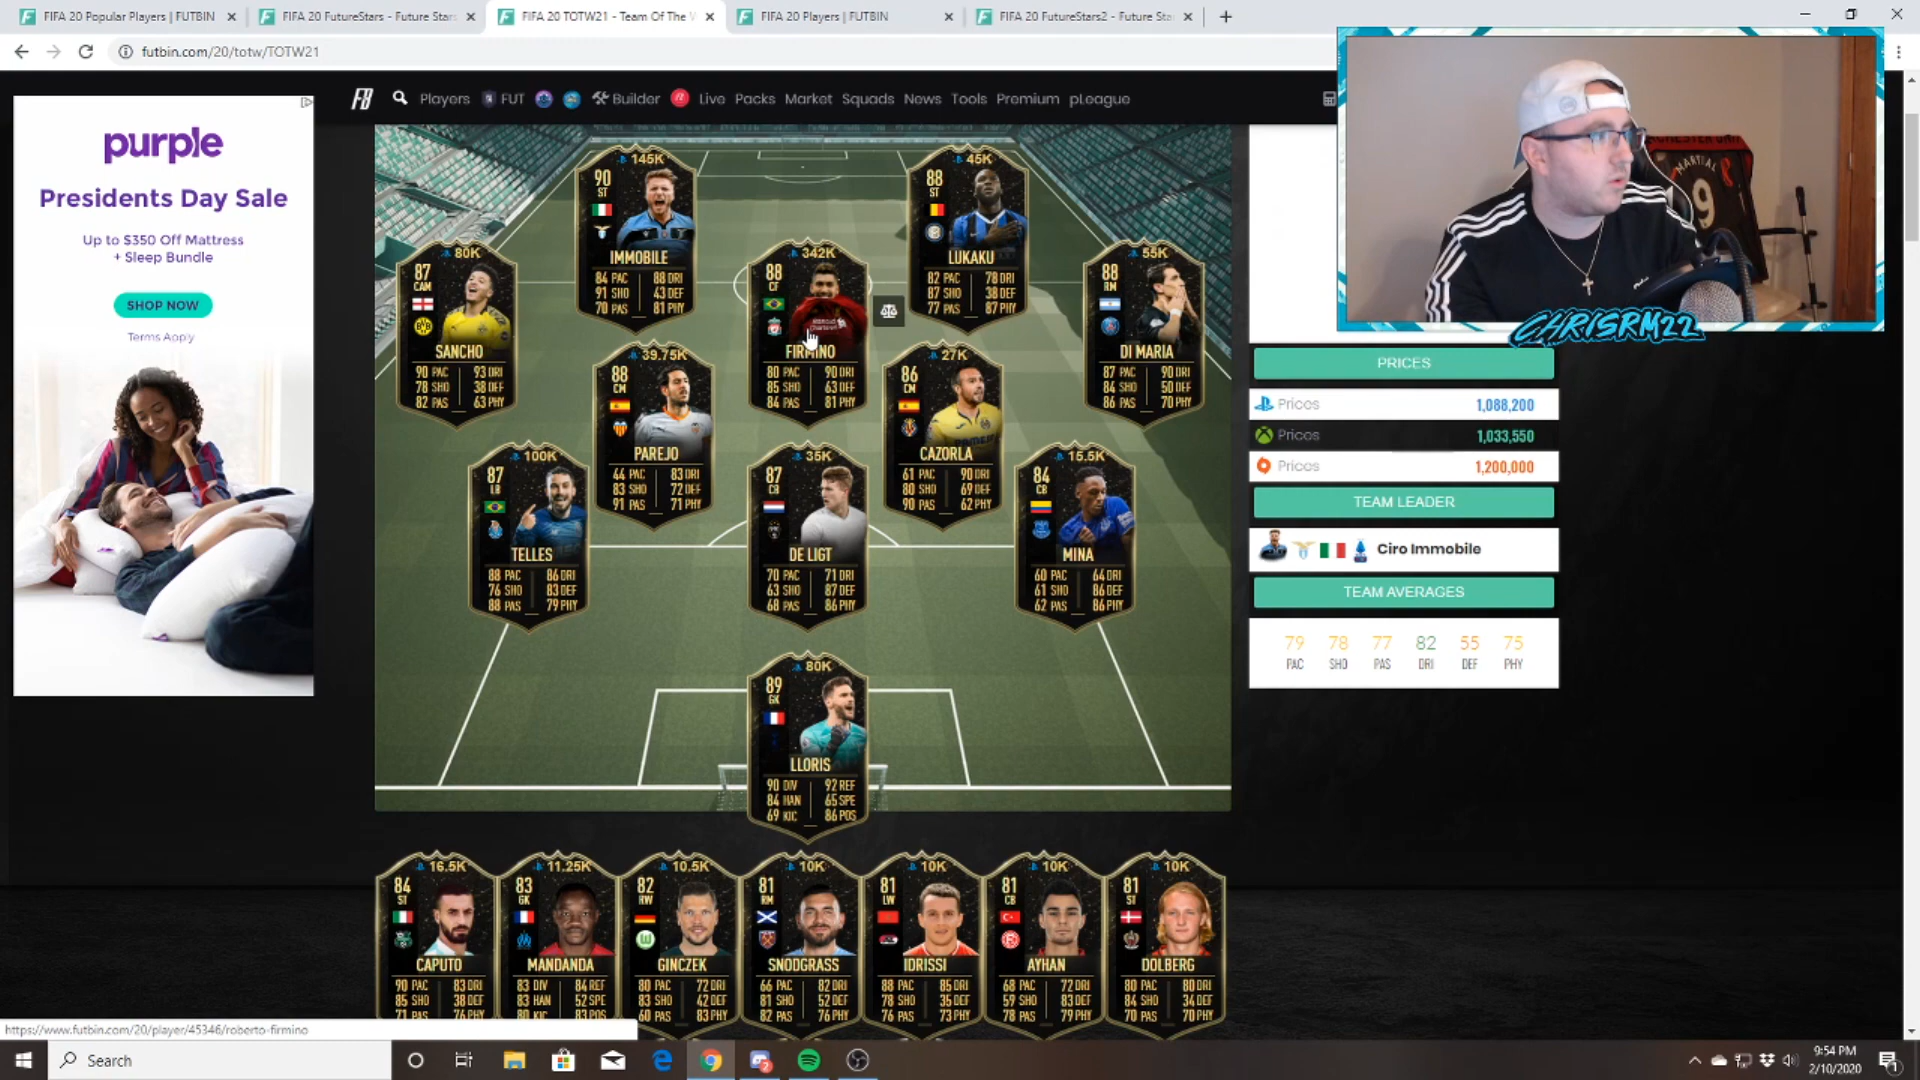 FIFA 20 Popular Players | FUTBIN
FIFA 20 FutureStars - Future Stars
FIFA 20 TOTW21 - Team Of The W
FIFA 20 Players | FUTBIN
FIFA 20 FutureStars2 - Future Sta
futbin.com/20/totw/TOTW21
FB Players FUT Builder Live Packs Market Squads News Tools Premium pLeague
purple
Presidents Day Sale
Up to $350 Off Mattress
+ Sleep Bundle
SHOP NOW
Terms Apply
145K
90
ST
IMMOBILE
84 PAC 88 DRI
91 SHO 43 DEF
70 PAS 81 PHY
45K
88
ST
LUKAKU
82 PAC 78 DRI
87 SHO 38 DEF
77 PAS 87 PHY
80K
87
CAM
SANCHO
90 PAC 93 DRI
78 SHO 38 DEF
82 PAS 63 PHY
342K
88
CF
FIRMINO
80 PAC 90 DRI
85 SHO 63 DEF
84 PAS 81 PHY
55K
88
RM
DI MARIA
87 PAC 90 DRI
84 SHO 50 DEF
86 PAS 70 PHY
39.75K
88
CM
PAREJO
44 PAC 83 DRI
83 SHO 72 DEF
91 PAS 71 PHY
27K
86
CM
CAZORLA
61 PAC 90 DRI
80 SHO 69 DEF
90 PAS 62 PHY
100K
87
LB
TELLES
88 PAC 86 DRI
76 SHO 83 DEF
88 PAS 79 PHY
35K
87
CB
DE LIGT
70 PAC 71 DRI
63 SHO 87 DEF
68 PAS 86 PHY
15.5K
84
CB
MINA
60 PAC 64 DRI
61 SHO 86 DEF
62 PAS 86 PHY
80K
89
GK
LLORIS
90 DIV 92 REF
84 HAN 65 SPE
69 KIC 86 POS
16.5K
84
ST
CAPUTO
90 PAC 83 DRI
85 SHO 38 DEF
71 PAS 76 PHY
11.25K
83
GK
MANDANDA
83 DIV 84 REF
83 HAN 52 SPE
80 KIC 83 POS
10.5K
82
RW
GINCZEK
80 PAC 72 DRI
83 SHO 42 DEF
60 PAS 83 PHY
10K
81
RM
SNODGRASS
66 PAC 82 DRI
81 SHO 52 DEF
82 PAS 76 PHY
10K
81
LW
IDRISSI
88 PAC 85 DRI
78 SHO 35 DEF
76 PAS 73 PHY
10K
81
CB
AYHAN
68 PAC 72 DRI
59 SHO 83 DEF
78 PAS 79 PHY
10K
81
ST
DOLBERG
80 PAC 80 DRI
84 SHO 34 DEF
70 PAS 70 PHY
MARTIAL
9
CHRISRM22
PRICES
Prices 1,088,200
Prices 1,033,550
Prices 1,200,000
TEAM LEADER
Ciro Immobile
TEAM AVERAGES
79 78 77 82 55 75
PAC SHO PAS DRI DEF PHY
https://www.futbin.com/20/player/45346/roberto-firmino
Search
9:54 PM
2/10/2020